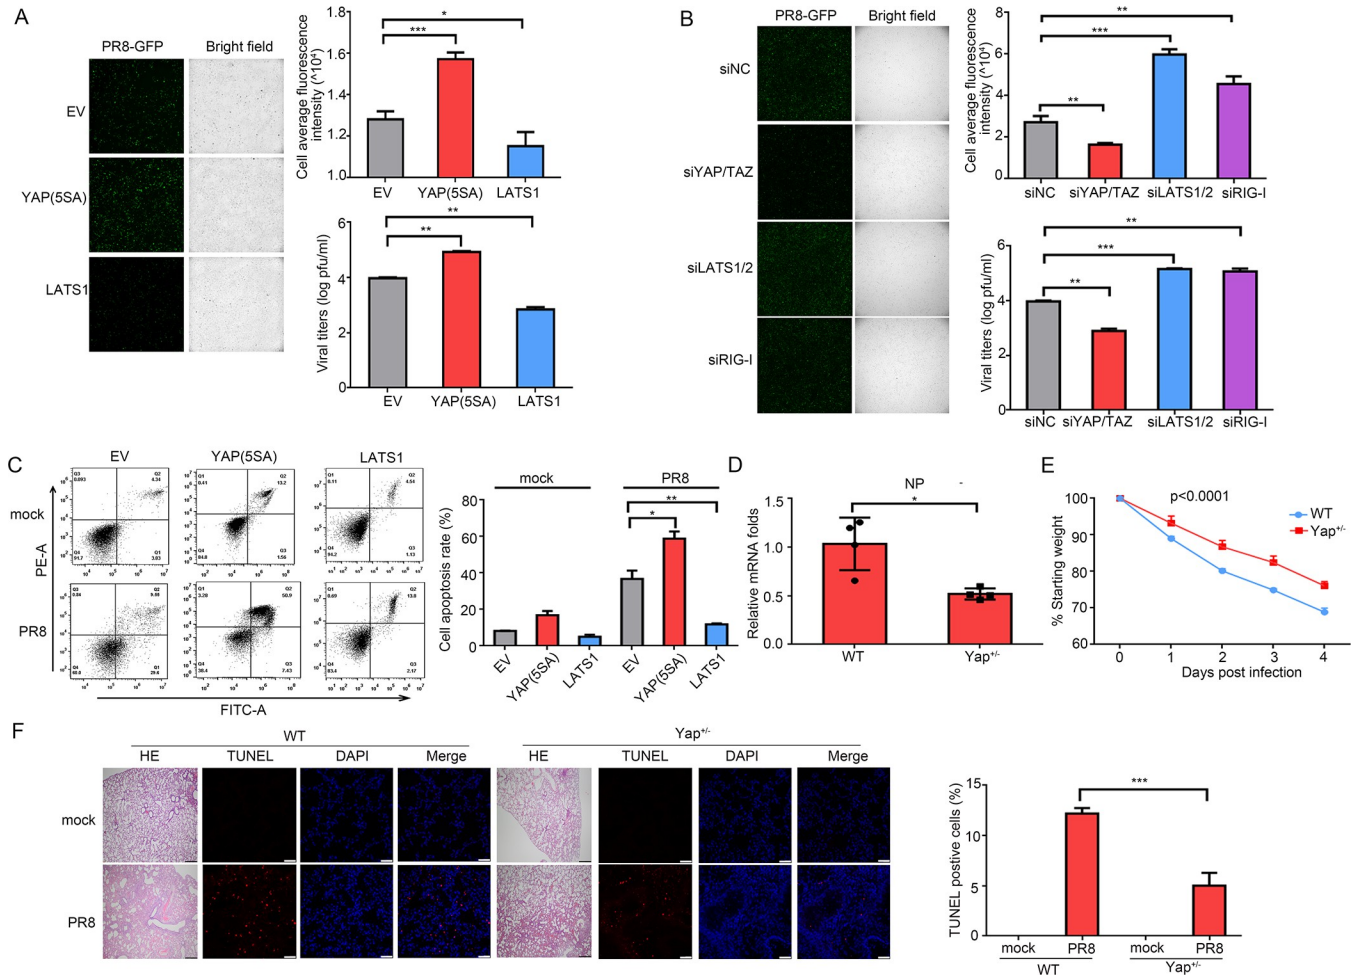 A
PR8-GFP
Bright field
EV
YAP(5SA)
LATS1
Cell average fluorescence
intensity (^10⁴)
1.8
1.6
1.4
1.2
1.0
***
*
EV
YAP(5SA)
LATS1
Viral titers (log pfu/ml)
6
4
2
0
**
**
EV
YAP(5SA)
LATS1
B
PR8-GFP
Bright field
siNC
siYAP/TAZ
siLATS1/2
siRIG-I
Cell average fluorescence
intensity (^10⁴)
8
6
4
2
0
**
***
**
siNC
siYAP/TAZ
siLATS1/2
siRIG-I
Viral titers (log pfu/ml)
6
4
2
0
**
***
**
siNC
siYAP/TAZ
siLATS1/2
siRIG-I
C
EV
YAP(5SA)
LATS1
mock
PR8
PE-A
FITC-A
Cell apoptosis rate (%)
80
60
40
20
0
mock
PR8
**
*
EV
YAP(5SA)
LATS1
EV
YAP(5SA)
LATS1
D
NP -
*
Relative mRNA folds
1.5
1.0
0.5
0.0
WT
Yap+/-
E
p<0.0001
WT
Yap+/-
% Starting weight
100
90
80
70
60
0 1 2 3 4
Days post infection
F
WT
Yap+/-
HE TUNEL DAPI Merge HE TUNEL DAPI Merge
mock
PR8
TUNEL postive cells (%)
15
10
5
0
***
mock PR8 mock PR8
WT Yap+/-